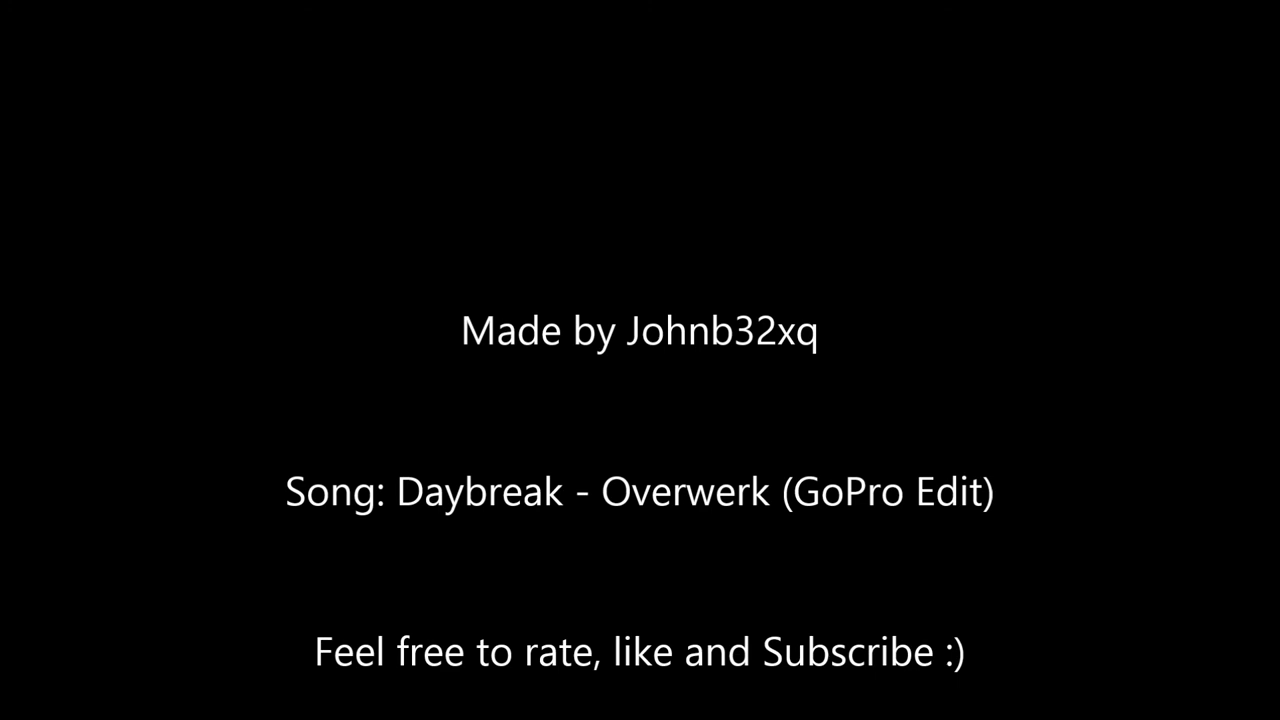 Made by Johnb32xq
Song: Daybreak - Overwerk (GoPro Edit)
Feel free to rate, like and Subscribe :)